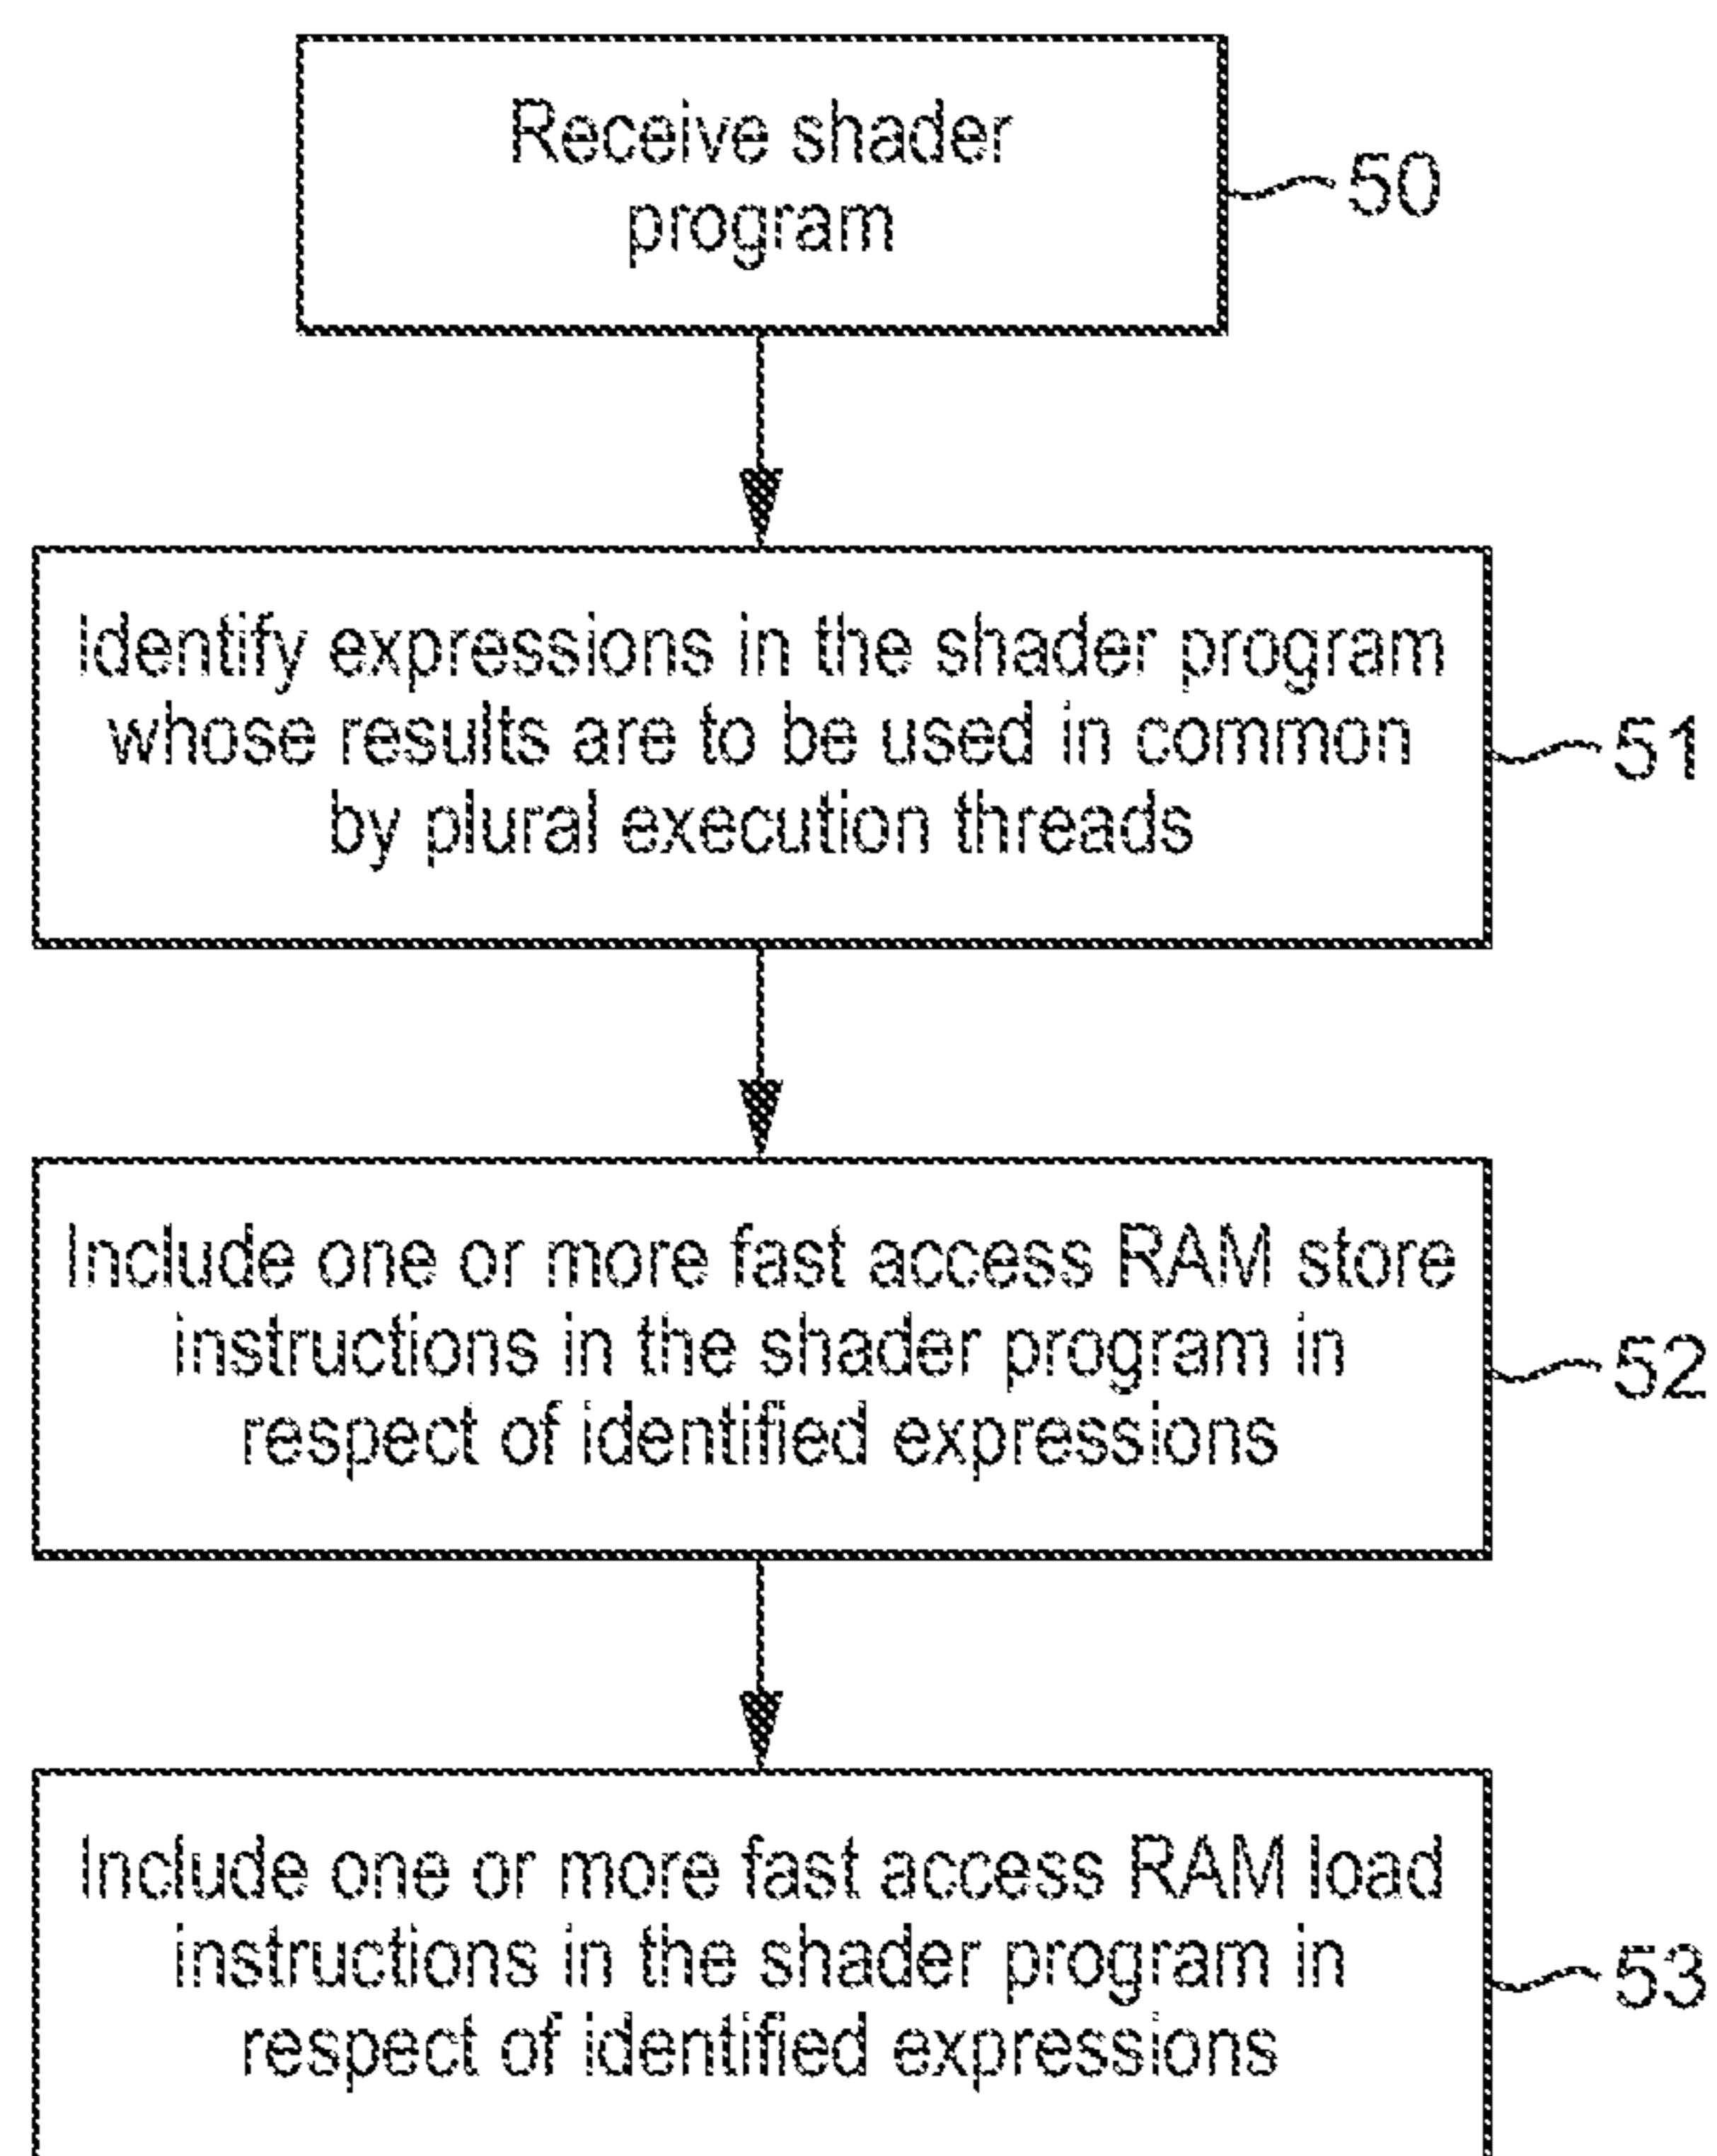 Receive shader
program
50
Identify expressions in the shader program
whose results are to be used in common
by plural execution threads
51
Include one or more fast access RAM store
instructions in the shader program in
respect of identified expressions
52
Include one or more fast access RAM load
instructions in the shader program in
respect of identified expressions
53